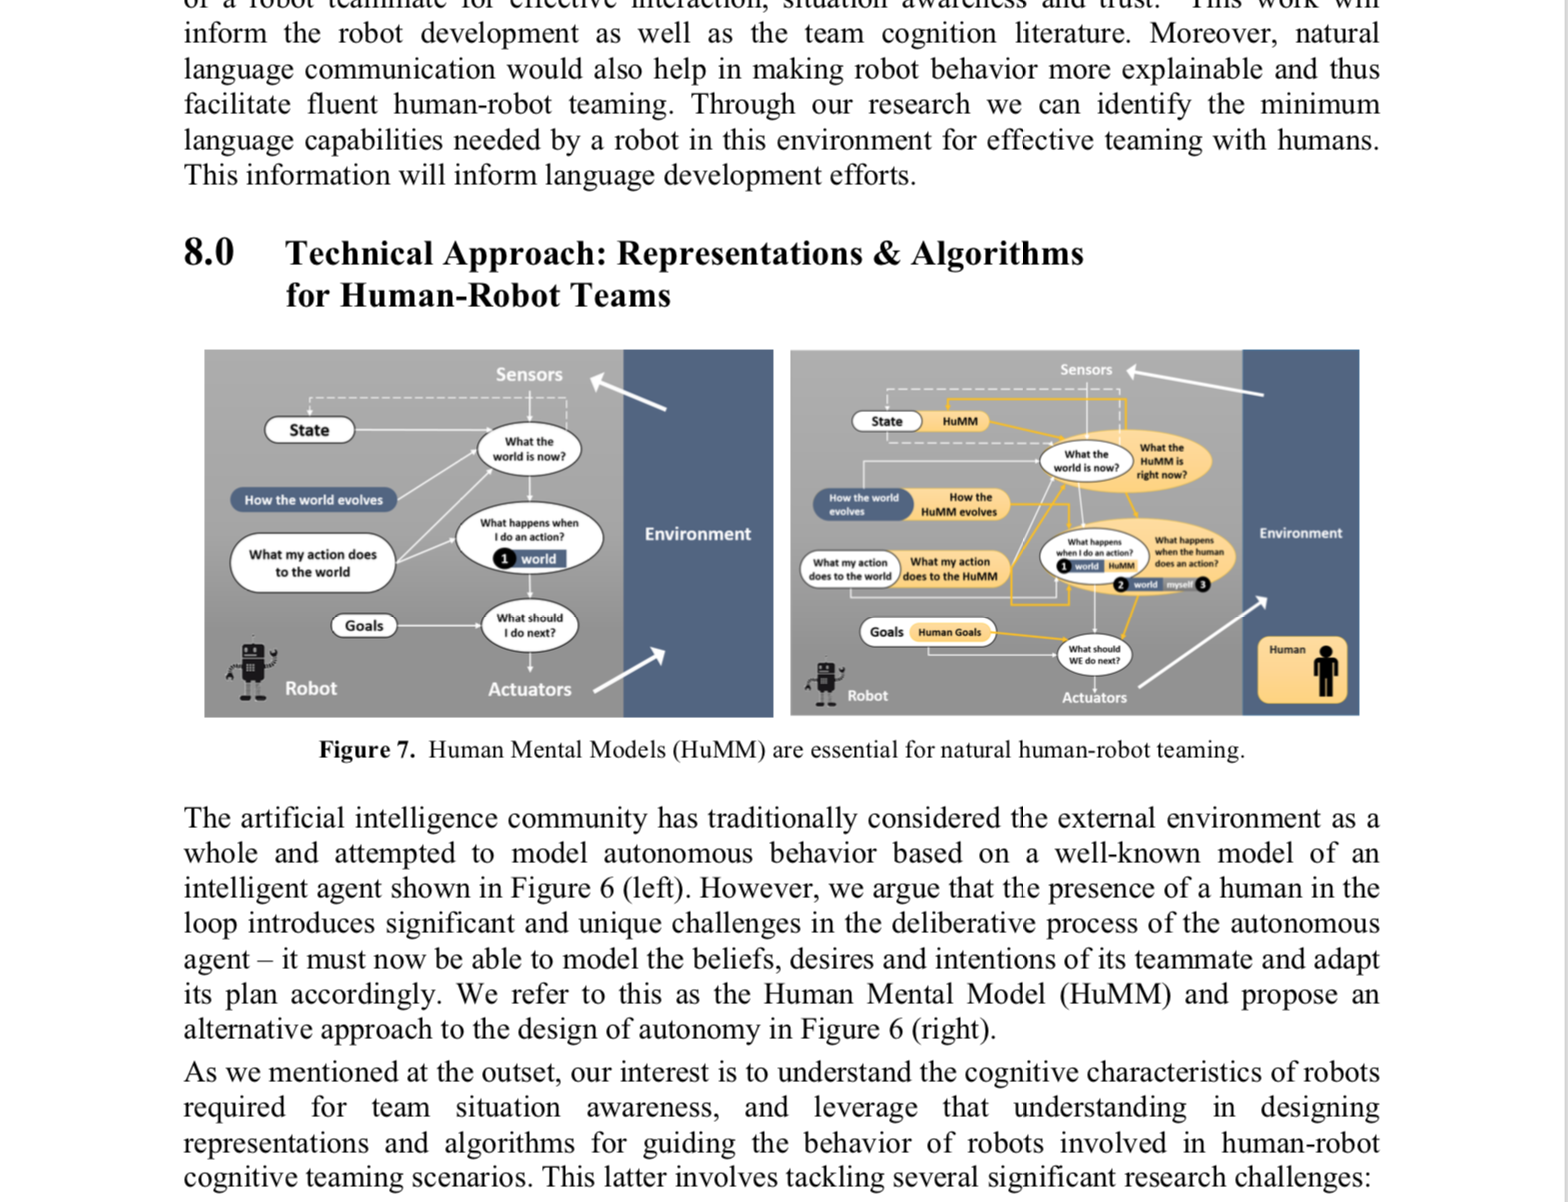 of a robot teammate for effective interaction, situation awareness and trust. This work will
inform the robot development as well as the team cognition literature. Moreover, natural
language communication would also help in making robot behavior more explainable and thus
facilitate fluent human-robot teaming. Through our research we can identify the minimum
language capabilities needed by a robot in this environment for effective teaming with humans.
This information will inform language development efforts.
8.0 Technical Approach: Representations & Algorithms
for Human-Robot Teams
Sensors
State
What the
world is now?
How the world evolves
What happens when
I do an action?
1 world
What my action does
to the world
Goals
What should
I do next?
Robot
Actuators
Environment
Sensors
State
HuMM
What the
world is now?
What the
HuMM is
right now?
How the world
evolves
How the
HuMM evolves
What happens
when I do an action?
1 world HuMM
What happens
when the human
does an action?
2 world myself 3
What my action
does to the world
What my action
does to the HuMM
Goals
Human Goals
What should
WE do next?
Robot
Actuators
Environment
Human
Figure 7. Human Mental Models (HuMM) are essential for natural human-robot teaming.
The artificial intelligence community has traditionally considered the external environment as a
whole and attempted to model autonomous behavior based on a well-known model of an
intelligent agent shown in Figure 6 (left). However, we argue that the presence of a human in the
loop introduces significant and unique challenges in the deliberative process of the autonomous
agent – it must now be able to model the beliefs, desires and intentions of its teammate and adapt
its plan accordingly. We refer to this as the Human Mental Model (HuMM) and propose an
alternative approach to the design of autonomy in Figure 6 (right).
As we mentioned at the outset, our interest is to understand the cognitive characteristics of robots
required for team situation awareness, and leverage that understanding in designing
representations and algorithms for guiding the behavior of robots involved in human-robot
cognitive teaming scenarios. This latter involves tackling several significant research challenges: